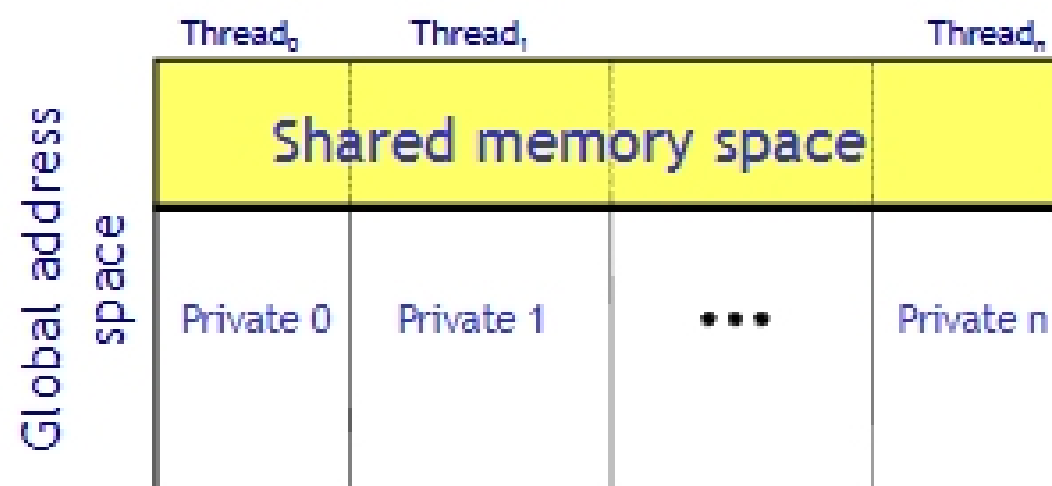 Thread₀
Thread₁
Threadₙ
Global address
space
Shared memory space
Private 0
Private 1
•••
Private n